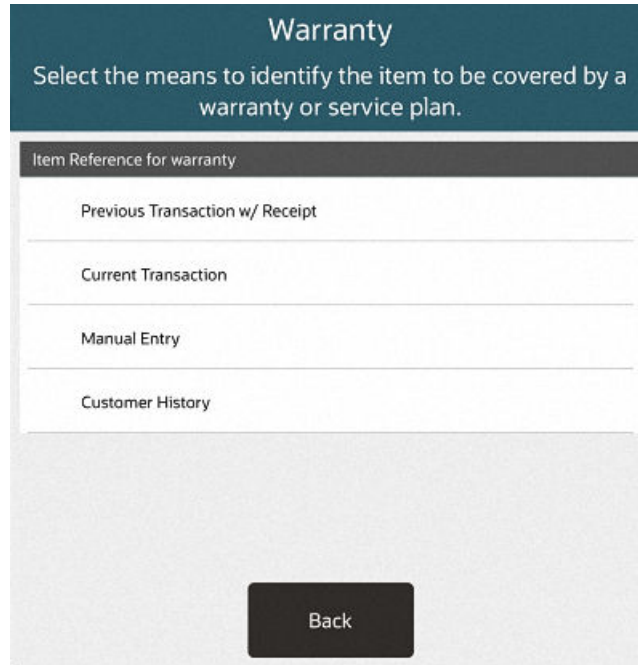 Warranty
Select the means to identify the item to be covered by a
warranty or service plan.
Item Reference for warranty
Previous Transaction w/ Receipt
Current Transaction
Manual Entry
Customer History
Back